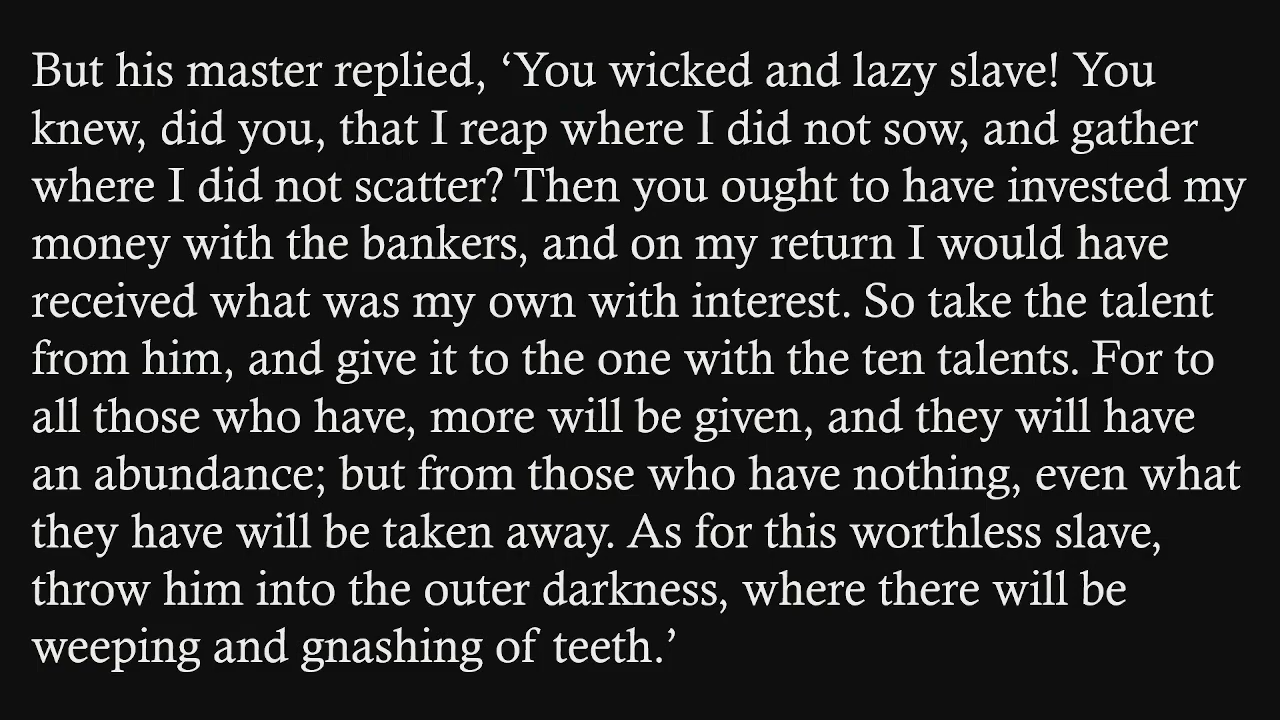 But his master replied, ‘You wicked and lazy slave! You
knew, did you, that I reap where I did not sow, and gather
where I did not scatter? Then you ought to have invested my
money with the bankers, and on my return I would have
received what was my own with interest. So take the talent
from him, and give it to the one with the ten talents. For to
all those who have, more will be given, and they will have
an abundance; but from those who have nothing, even what
they have will be taken away. As for this worthless slave,
throw him into the outer darkness, where there will be
weeping and gnashing of teeth.’